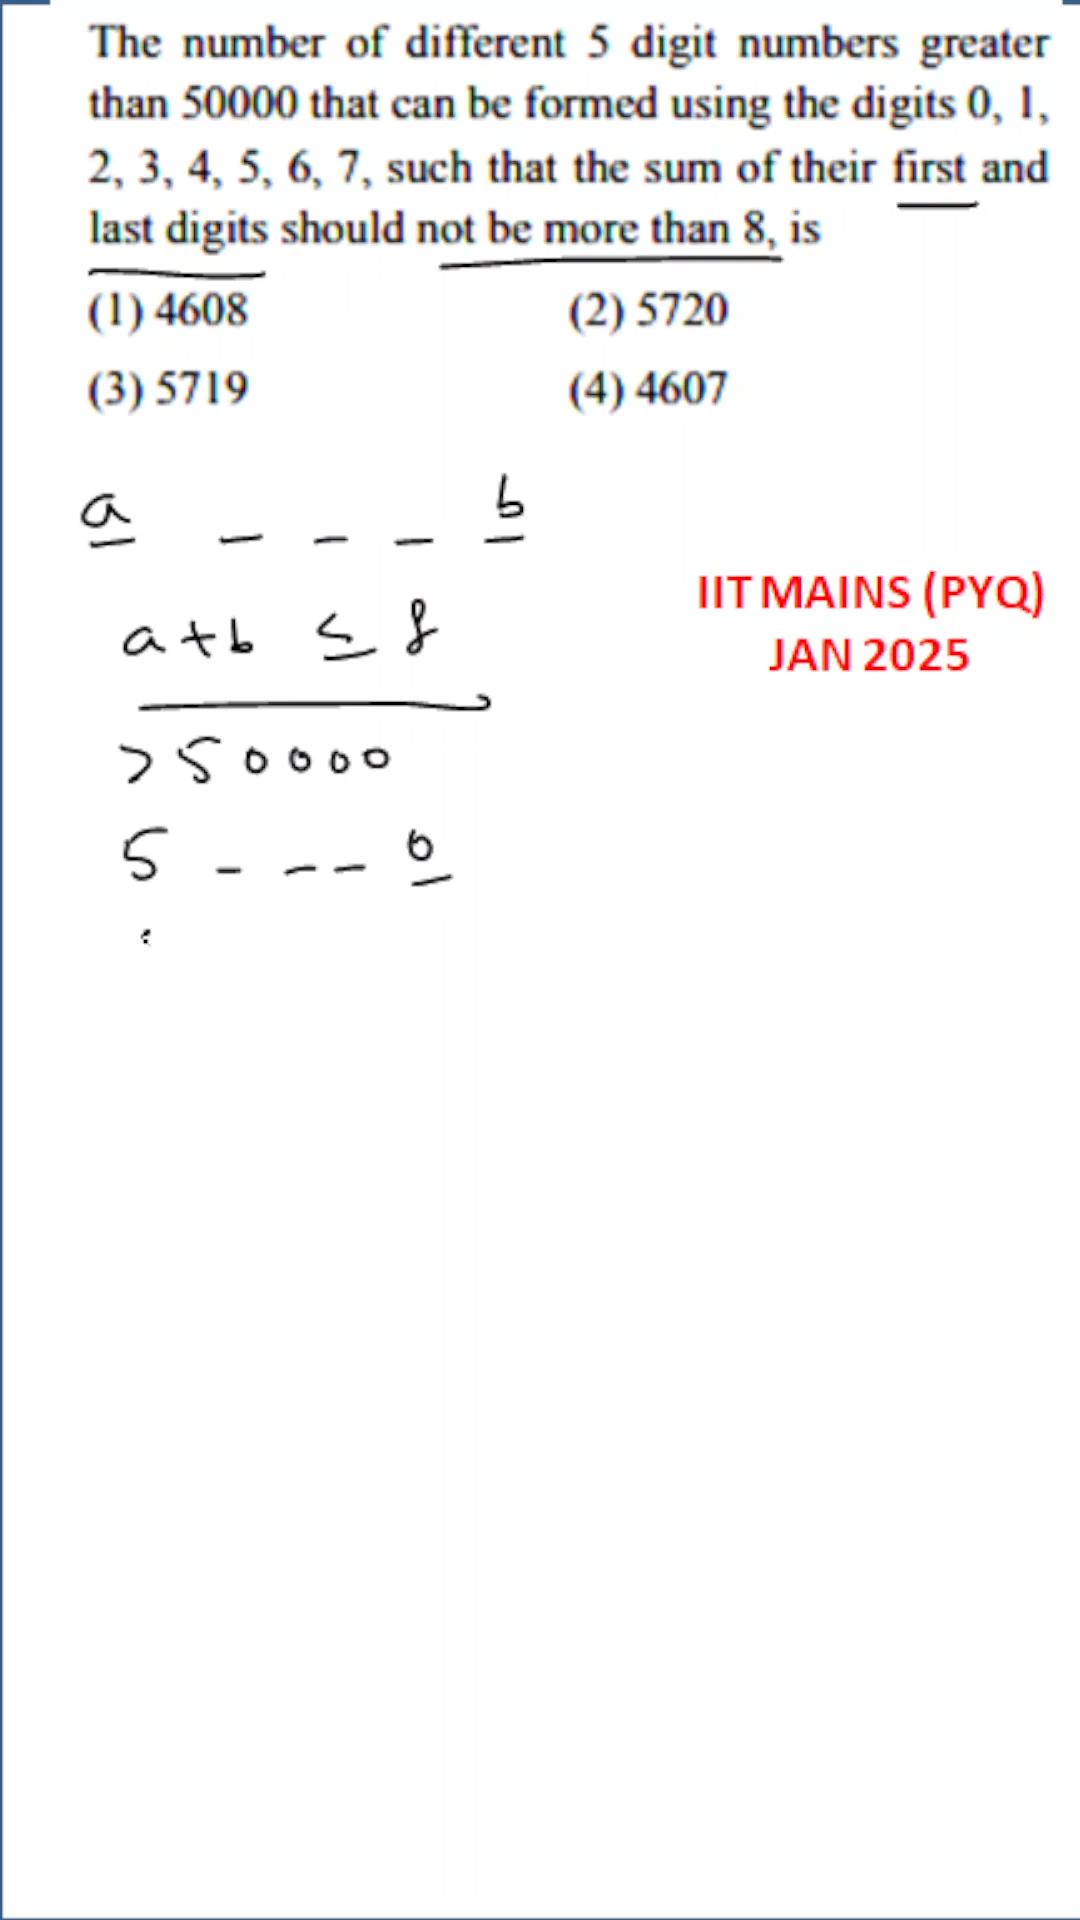 The number of different 5 digit numbers greater
than 50000 that can be formed using the digits 0, 1,
2, 3, 4, 5, 6, 7, such that the sum of their first and
last digits should not be more than 8, is
(1) 4608 (2) 5720
(3) 5719 (4) 4607
a _ _ _ b
a + b ≤ 8
IIT MAINS (PYQ)
JAN 2025
> 50000
5 _ _ _ 0